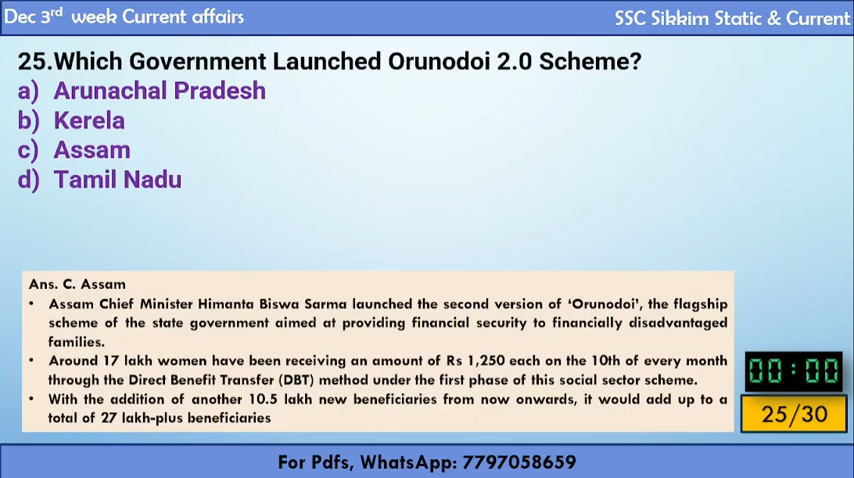 Dec 3rd week Current affairs
SSC Sikkim Static & Current
25.Which Government Launched Orunodoi 2.0 Scheme?
a) Arunachal Pradesh
b) Kerela
c) Assam
d) Tamil Nadu
Ans. C. Assam
• Assam Chief Minister Himanta Biswa Sarma launched the second version of ‘Orunodoi’, the flagship
scheme of the state government aimed at providing financial security to financially disadvantaged
families.
• Around 17 lakh women have been receiving an amount of Rs 1,250 each on the 10th of every month
through the Direct Benefit Transfer (DBT) method under the first phase of this social sector scheme.
• With the addition of another 10.5 lakh new beneficiaries from now onwards, it would add up to a
total of 27 lakh-plus beneficiaries
00:00
25/30
For Pdfs, WhatsApp: 7797058659